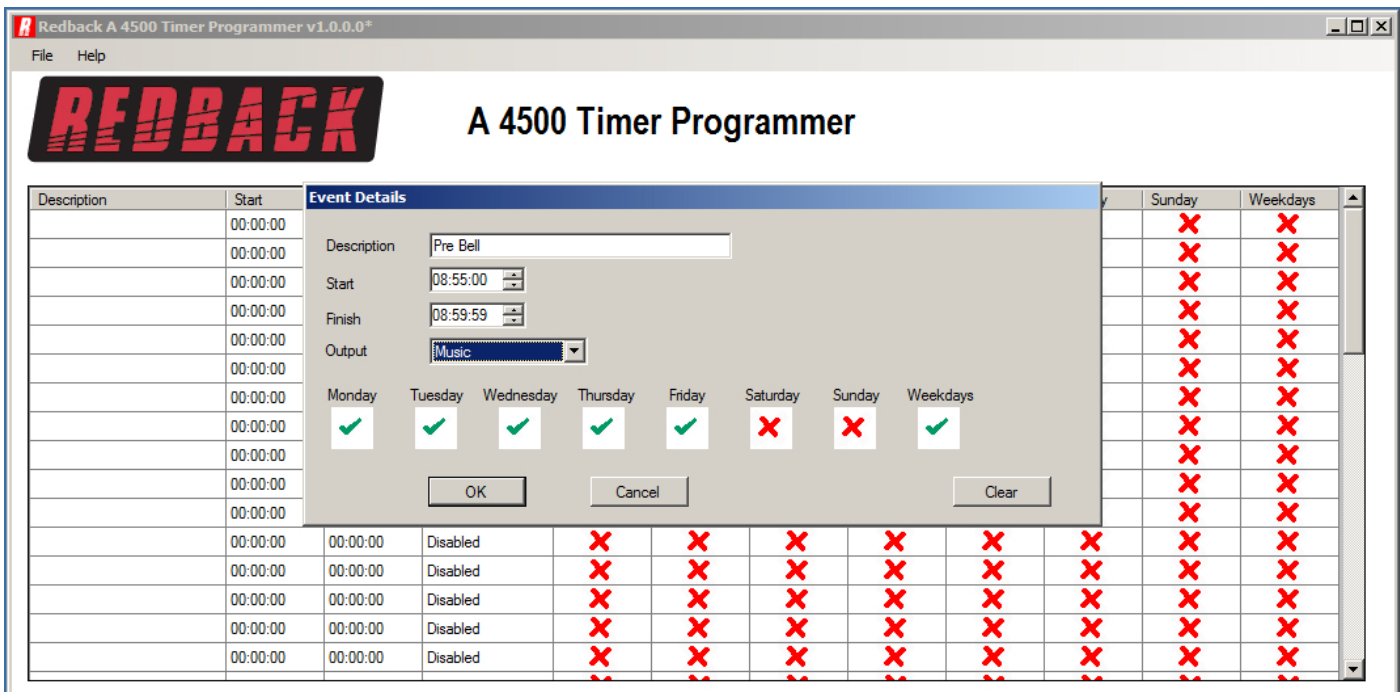 Redback A 4500 Timer Programmer v1.0.0.0*
File Help
REDBACK
A 4500 Timer Programmer
Description Start Event Details y Sunday Weekdays
00:00:00
Description Pre Bell
00:00:00
00:00:00
Start 08:55:00
00:00:00
Finish 08:59:59
00:00:00
Output Music
00:00:00
00:00:00
Monday Tuesday Wednesday Thursday Friday Saturday Sunday Weekdays
00:00:00
00:00:00
00:00:00
OK Cancel Clear
00:00:00
00:00:00 00:00:00 Disabled
00:00:00 00:00:00 Disabled
00:00:00 00:00:00 Disabled
00:00:00 00:00:00 Disabled
00:00:00 00:00:00 Disabled